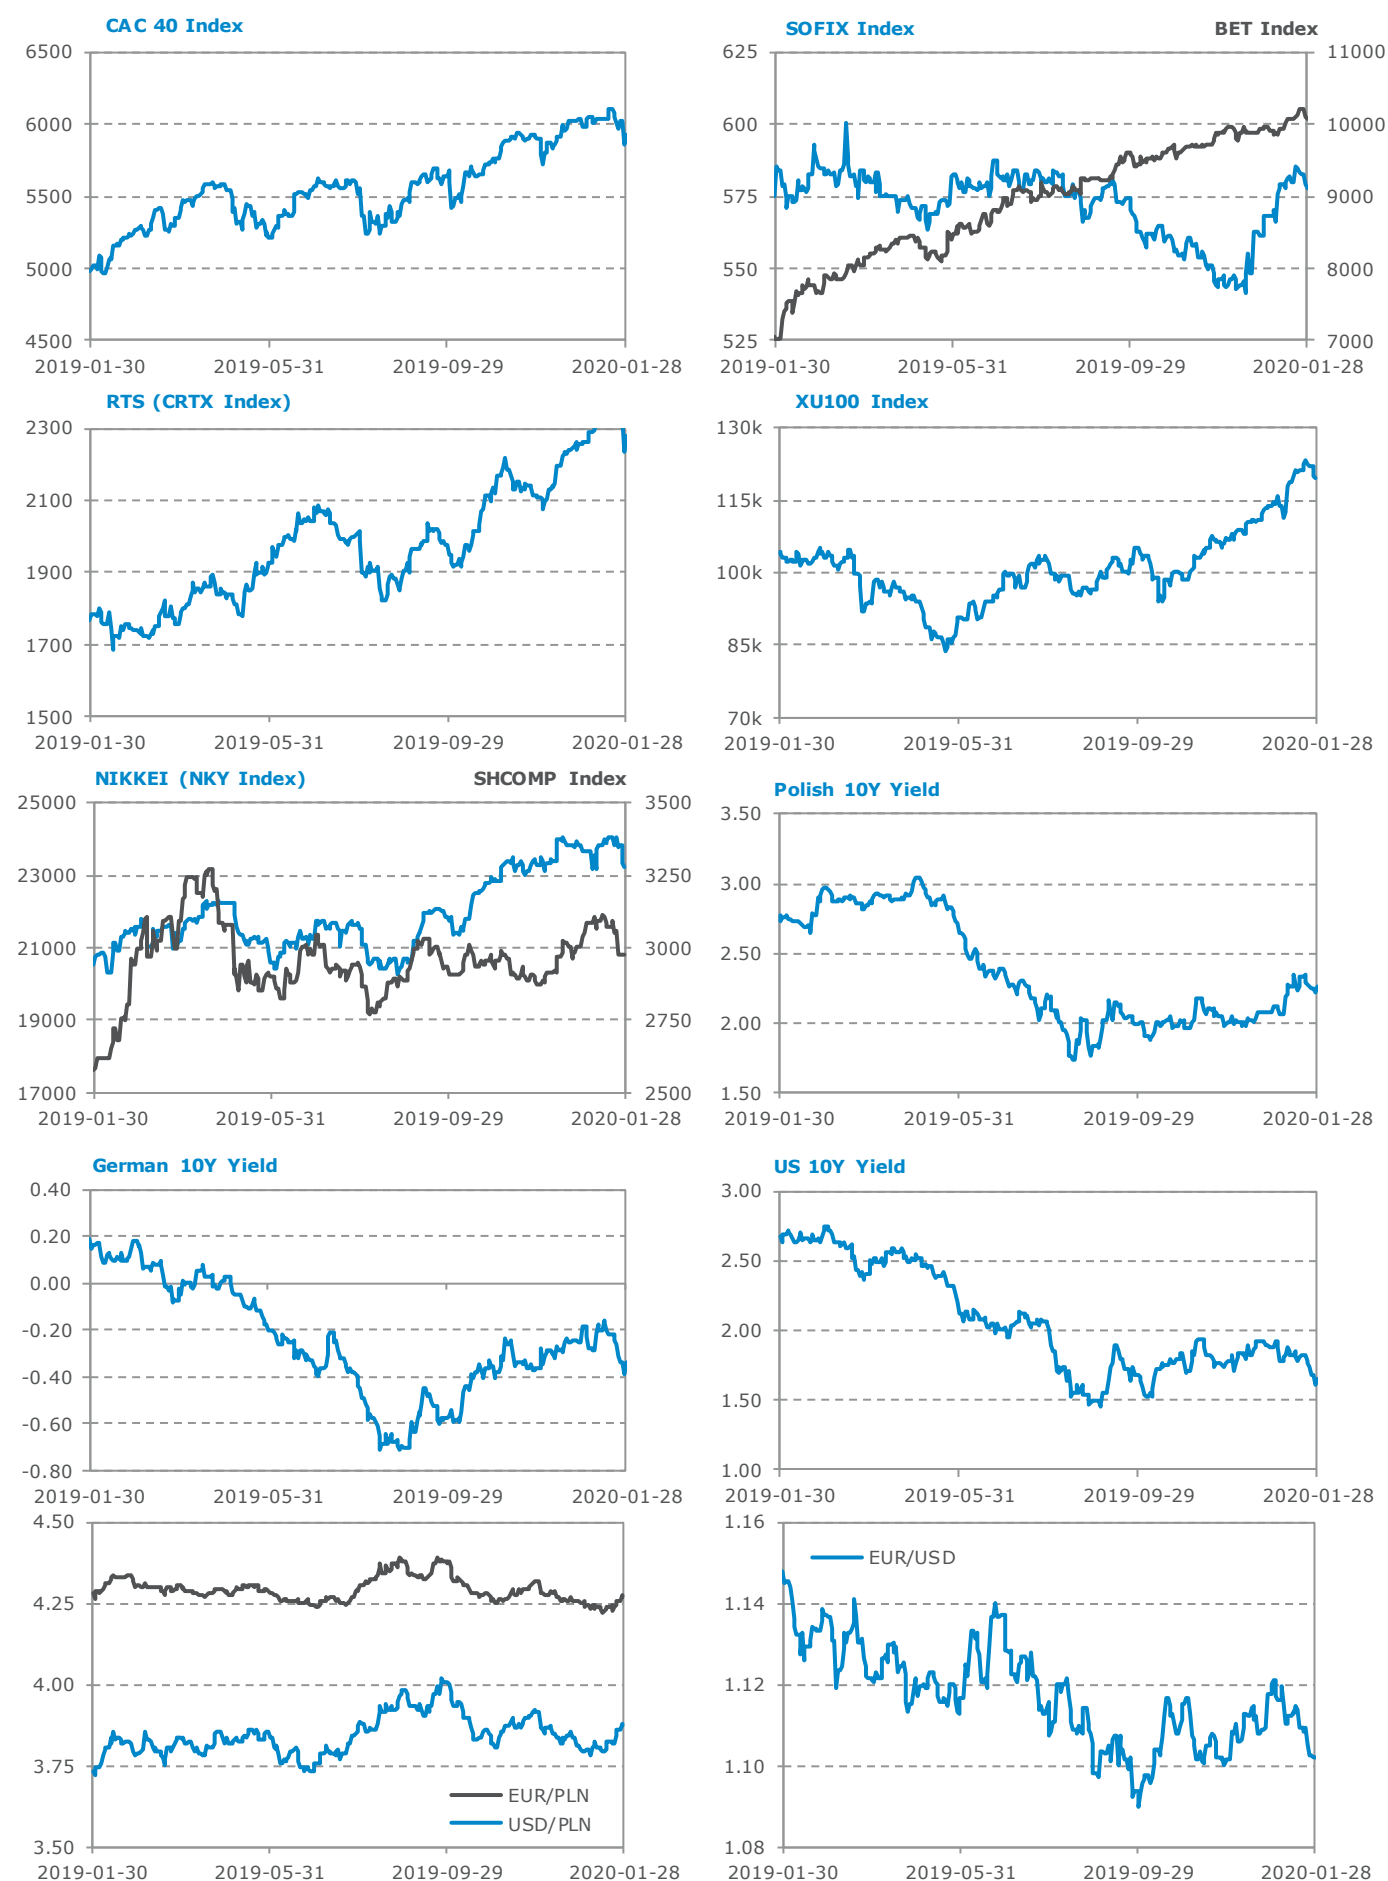 CAC 40 Index
6500
6000
5500
5000
4500
2019-01-30 2019-05-31 2019-09-29 2020-01-28
SOFIX Index BET Index
625 11000
600 10000
575 9000
550 8000
525 7000
2019-01-30 2019-05-31 2019-09-29 2020-01-28
RTS (CRTX Index)
2300
2100
1900
1700
1500
2019-01-30 2019-05-31 2019-09-29 2020-01-28
XU100 Index
130k
115k
100k
85k
70k
2019-01-30 2019-05-31 2019-09-29 2020-01-28
NIKKEI (NKY Index) SHCOMP Index
25000 3500
23000 3250
21000 3000
19000 2750
17000 2500
2019-01-30 2019-05-31 2019-09-29 2020-01-28
Polish 10Y Yield
3.50
3.00
2.50
2.00
1.50
2019-01-30 2019-05-31 2019-09-29 2020-01-28
German 10Y Yield
0.40
0.20
0.00
-0.20
-0.40
-0.60
-0.80
2019-01-30 2019-05-31 2019-09-29 2020-01-28
US 10Y Yield
3.00
2.50
2.00
1.50
1.00
2019-01-30 2019-05-31 2019-09-29 2020-01-28
4.50
4.25
4.00
3.75
EUR/PLN
USD/PLN
3.50
2019-01-30 2019-05-31 2019-09-29 2020-01-28
1.16
EUR/USD
1.14
1.12
1.10
1.08
2019-01-30 2019-05-31 2019-09-29 2020-01-28